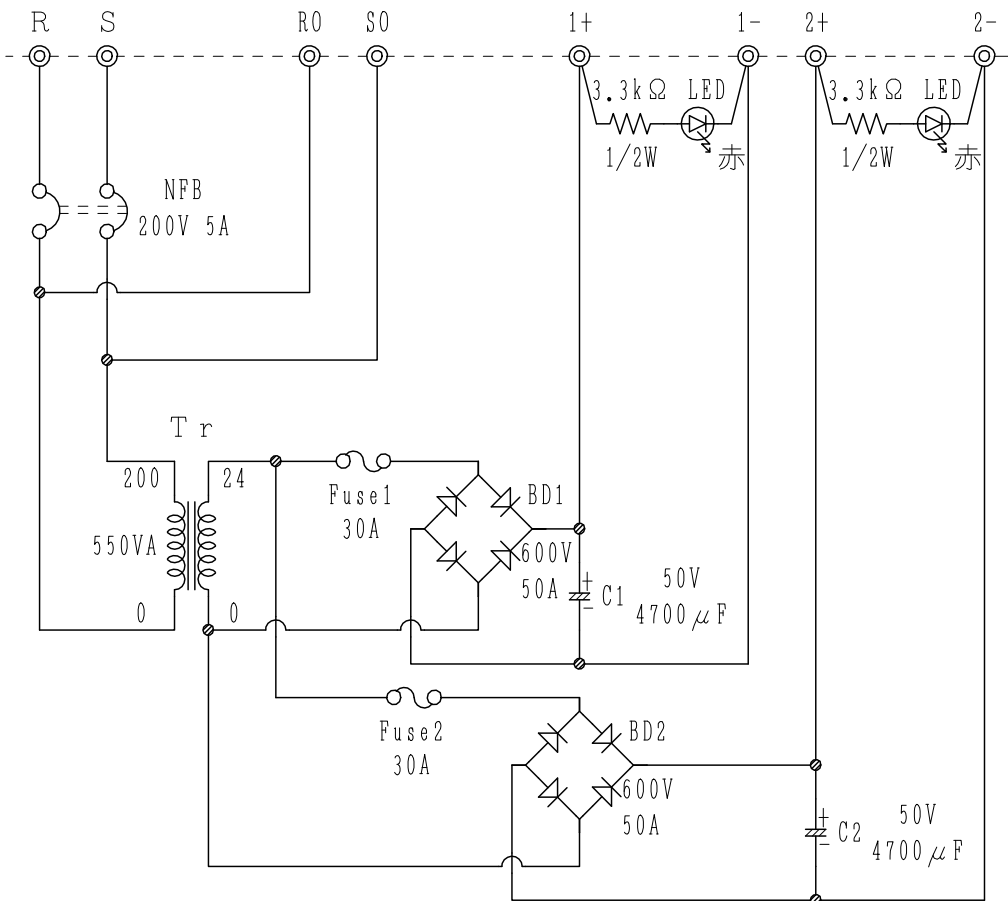 R S R0 S0 1+ 1- 2+ 2-
3.3kΩ LED
1/2W 赤
3.3kΩ LED
1/2W 赤
NFB
200V 5A
Tr
200 24
550VA
0 0
Fuse1
30A
BD1
600V
50A
+
-
C1
50V
4700μF
Fuse2
30A
BD2
600V
50A
+
-
C2
50V
4700μF